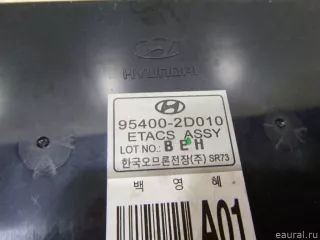 HYUNDAI
95400-2D010
ETACS ASSY
LOT NO.: B E H
한국오므론전장(주) SR73
백 영 혜
A01
eaural.ru